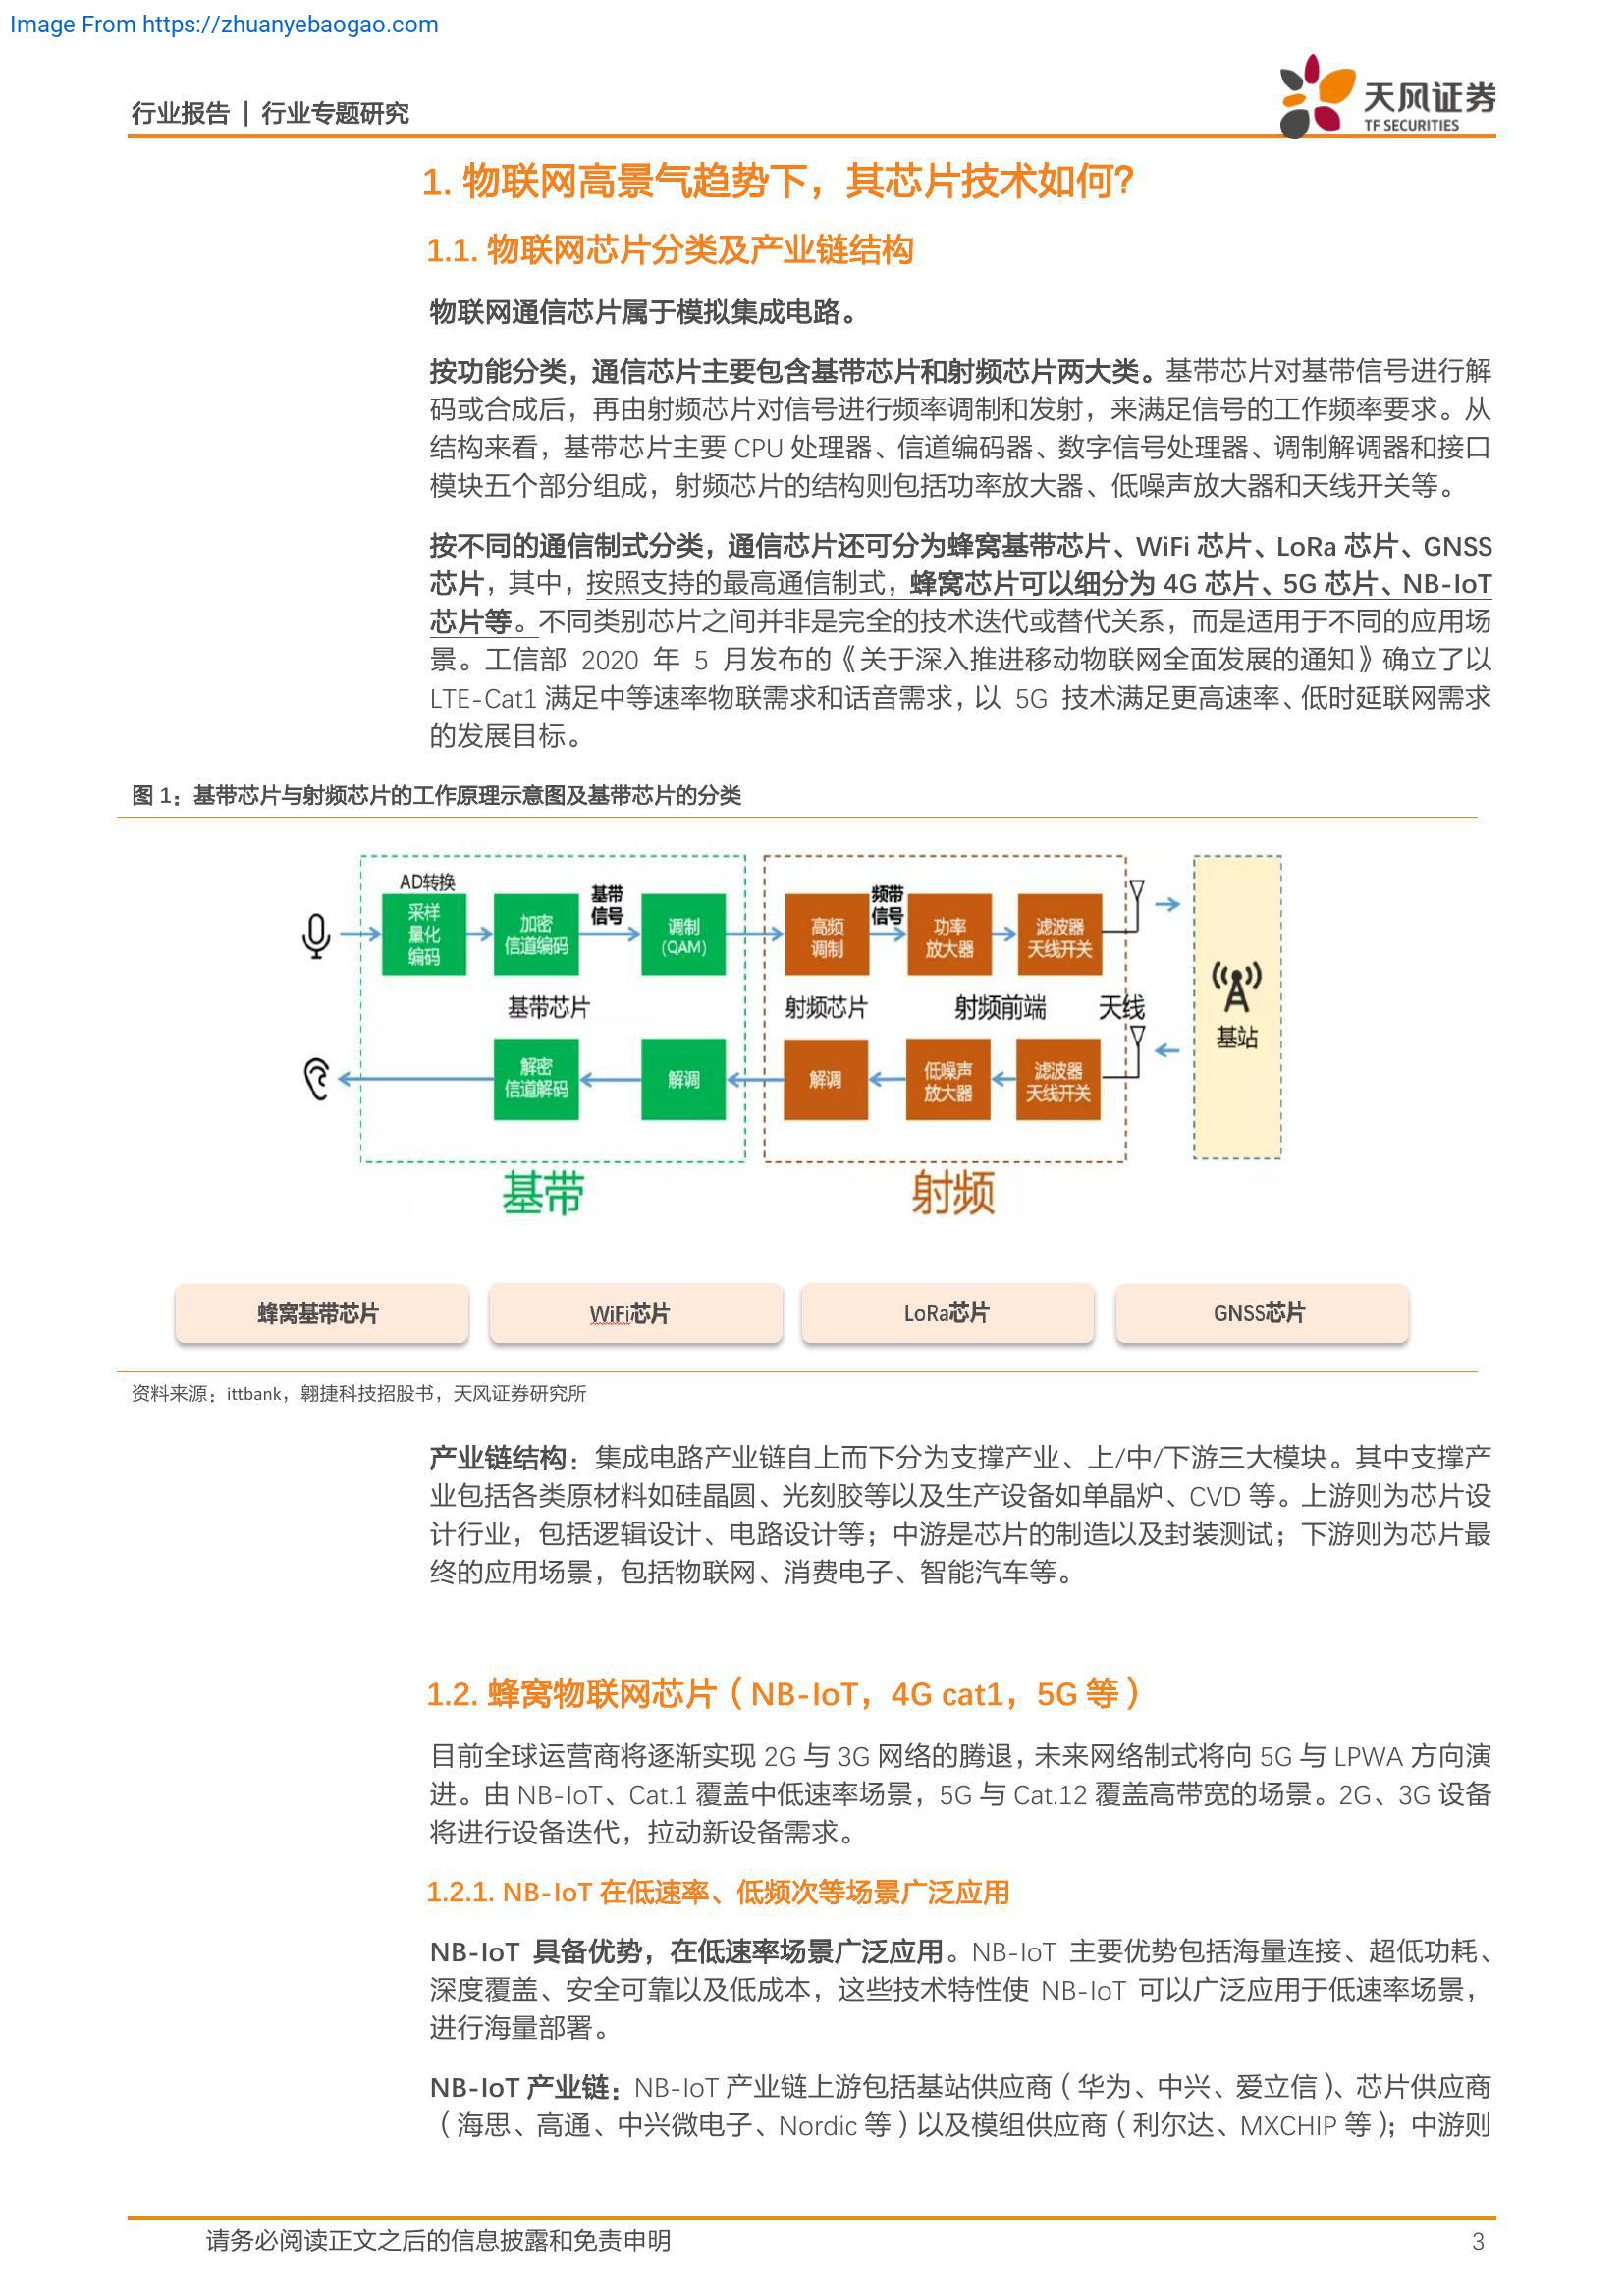 Image From https://zhuanyebaogao.com
行业报告 | 行业专题研究
天风证券
TF SECURITIES
1. 物联网高景气趋势下，其芯片技术如何？
1.1. 物联网芯片分类及产业链结构
物联网通信芯片属于模拟集成电路。
按功能分类，通信芯片主要包含基带芯片和射频芯片两大类。基带芯片对基带信号进行解
码或合成后，再由射频芯片对信号进行频率调制和发射，来满足信号的工作频率要求。从
结构来看，基带芯片主要 CPU 处理器、信道编码器、数字信号处理器、调制解调器和接口
模块五个部分组成，射频芯片的结构则包括功率放大器、低噪声放大器和天线开关等。
按不同的通信制式分类，通信芯片还可分为蜂窝基带芯片、WiFi 芯片、LoRa 芯片、GNSS
芯片，其中，按照支持的最高通信制式，蜂窝芯片可以细分为 4G 芯片、5G 芯片、NB-IoT
芯片等。不同类别芯片之间并非是完全的技术迭代或替代关系，而是适用于不同的应用场
景。工信部 2020 年 5 月发布的《关于深入推进移动物联网全面发展的通知》确立了以
LTE-Cat1 满足中等速率物联需求和话音需求，以 5G 技术满足更高速率、低时延联网需求
的发展目标。
图 1：基带芯片与射频芯片的工作原理示意图及基带芯片的分类
AD转换
采样
量化
编码
加密
信道编码
基带
信号
调制
(QAM)
高频
调制
频带
信号
功率
放大器
滤波器
天线开关
基带芯片
射频芯片
射频前端
天线
基站
解密
信道解码
解调
解调
低噪声
放大器
滤波器
天线开关
基带
射频
蜂窝基带芯片
WiFi芯片
LoRa芯片
GNSS芯片
资料来源：ittbank，翱捷科技招股书，天风证券研究所
产业链结构：集成电路产业链自上而下分为支撑产业、上/中/下游三大模块。其中支撑产
业包括各类原材料如硅晶圆、光刻胶等以及生产设备如单晶炉、CVD 等。上游则为芯片设
计行业，包括逻辑设计、电路设计等；中游是芯片的制造以及封装测试；下游则为芯片最
终的应用场景，包括物联网、消费电子、智能汽车等。
1.2. 蜂窝物联网芯片（NB-IoT，4G cat1，5G 等）
目前全球运营商将逐渐实现 2G 与 3G 网络的腾退，未来网络制式将向 5G 与 LPWA 方向演
进。由 NB-IoT、Cat.1 覆盖中低速率场景，5G 与 Cat.12 覆盖高带宽的场景。2G、3G 设备
将进行设备迭代，拉动新设备需求。
1.2.1. NB-IoT 在低速率、低频次等场景广泛应用
NB-IoT 具备优势，在低速率场景广泛应用。NB-IoT 主要优势包括海量连接、超低功耗、
深度覆盖、安全可靠以及低成本，这些技术特性使 NB-IoT 可以广泛应用于低速率场景，
进行海量部署。
NB-IoT 产业链：NB-IoT 产业链上游包括基站供应商（华为、中兴、爱立信）、芯片供应商
（海思、高通、中兴微电子、Nordic 等）以及模组供应商（利尔达、MXCHIP 等）；中游则
请务必阅读正文之后的信息披露和免责申明
3